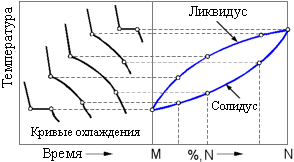 Температура
Ликвидус
Солидус
Кривые охлаждения
Время
M
%, N
N